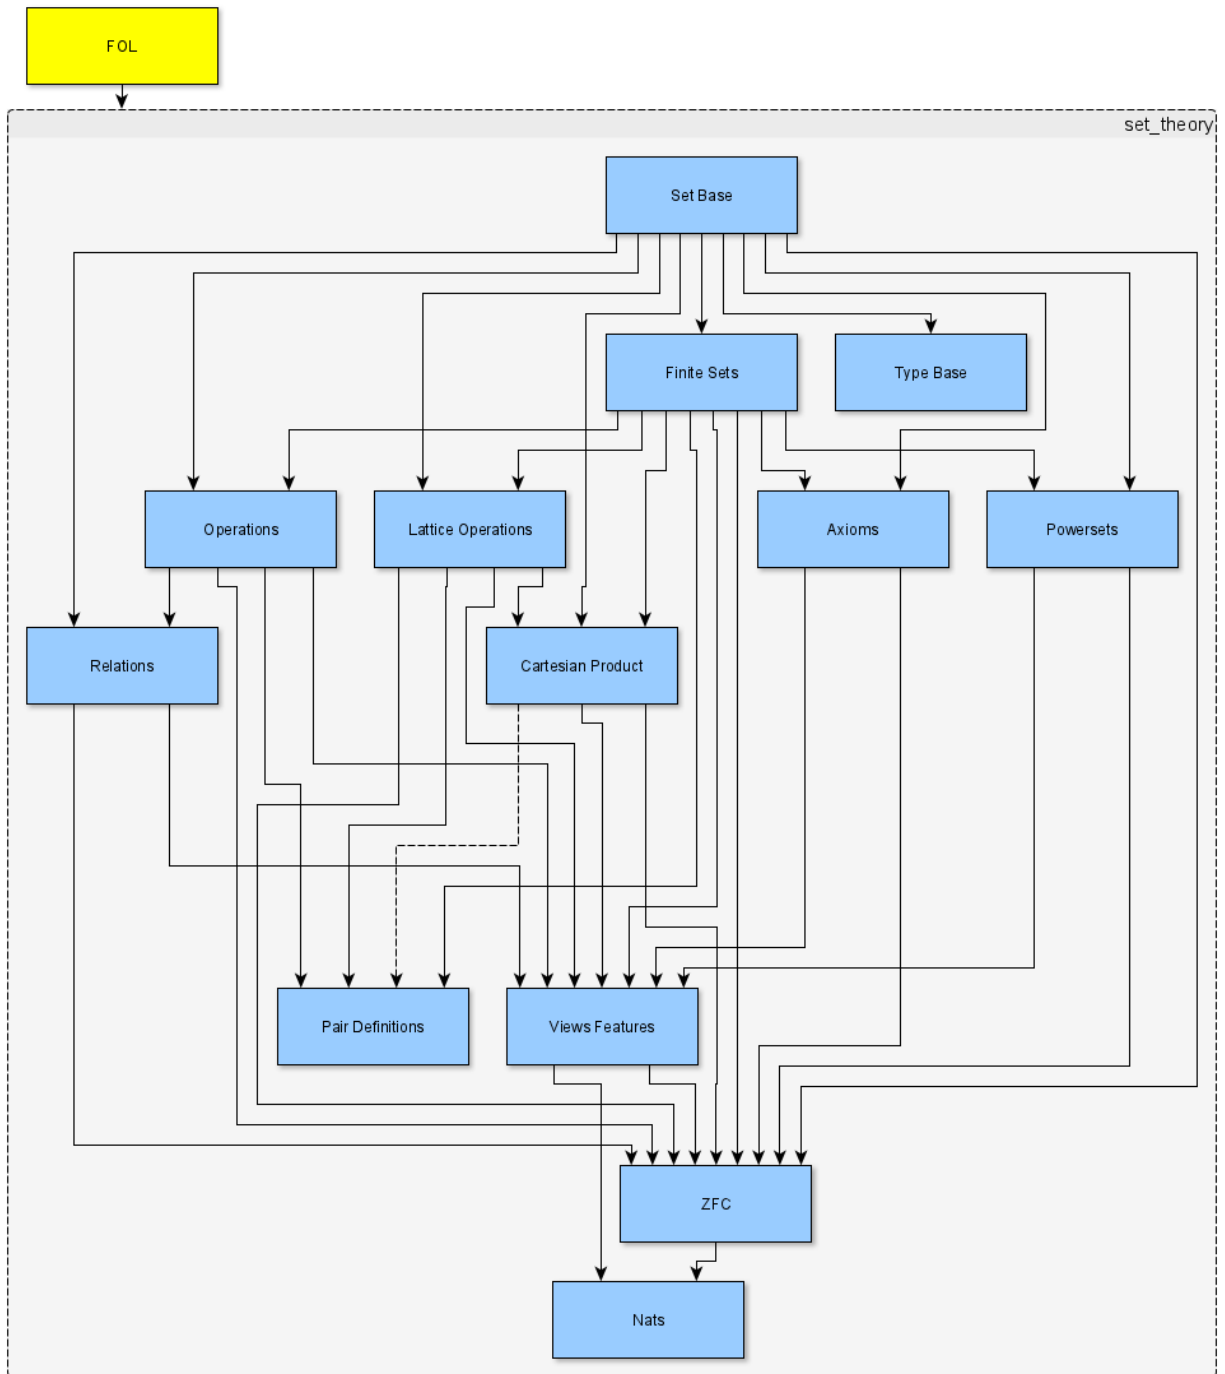 FOL
set_theory
Set Base
Finite Sets
Type Base
Operations
Lattice Operations
Axioms
Powersets
Relations
Cartesian Product
Pair Definitions
Views Features
ZFC
Nats